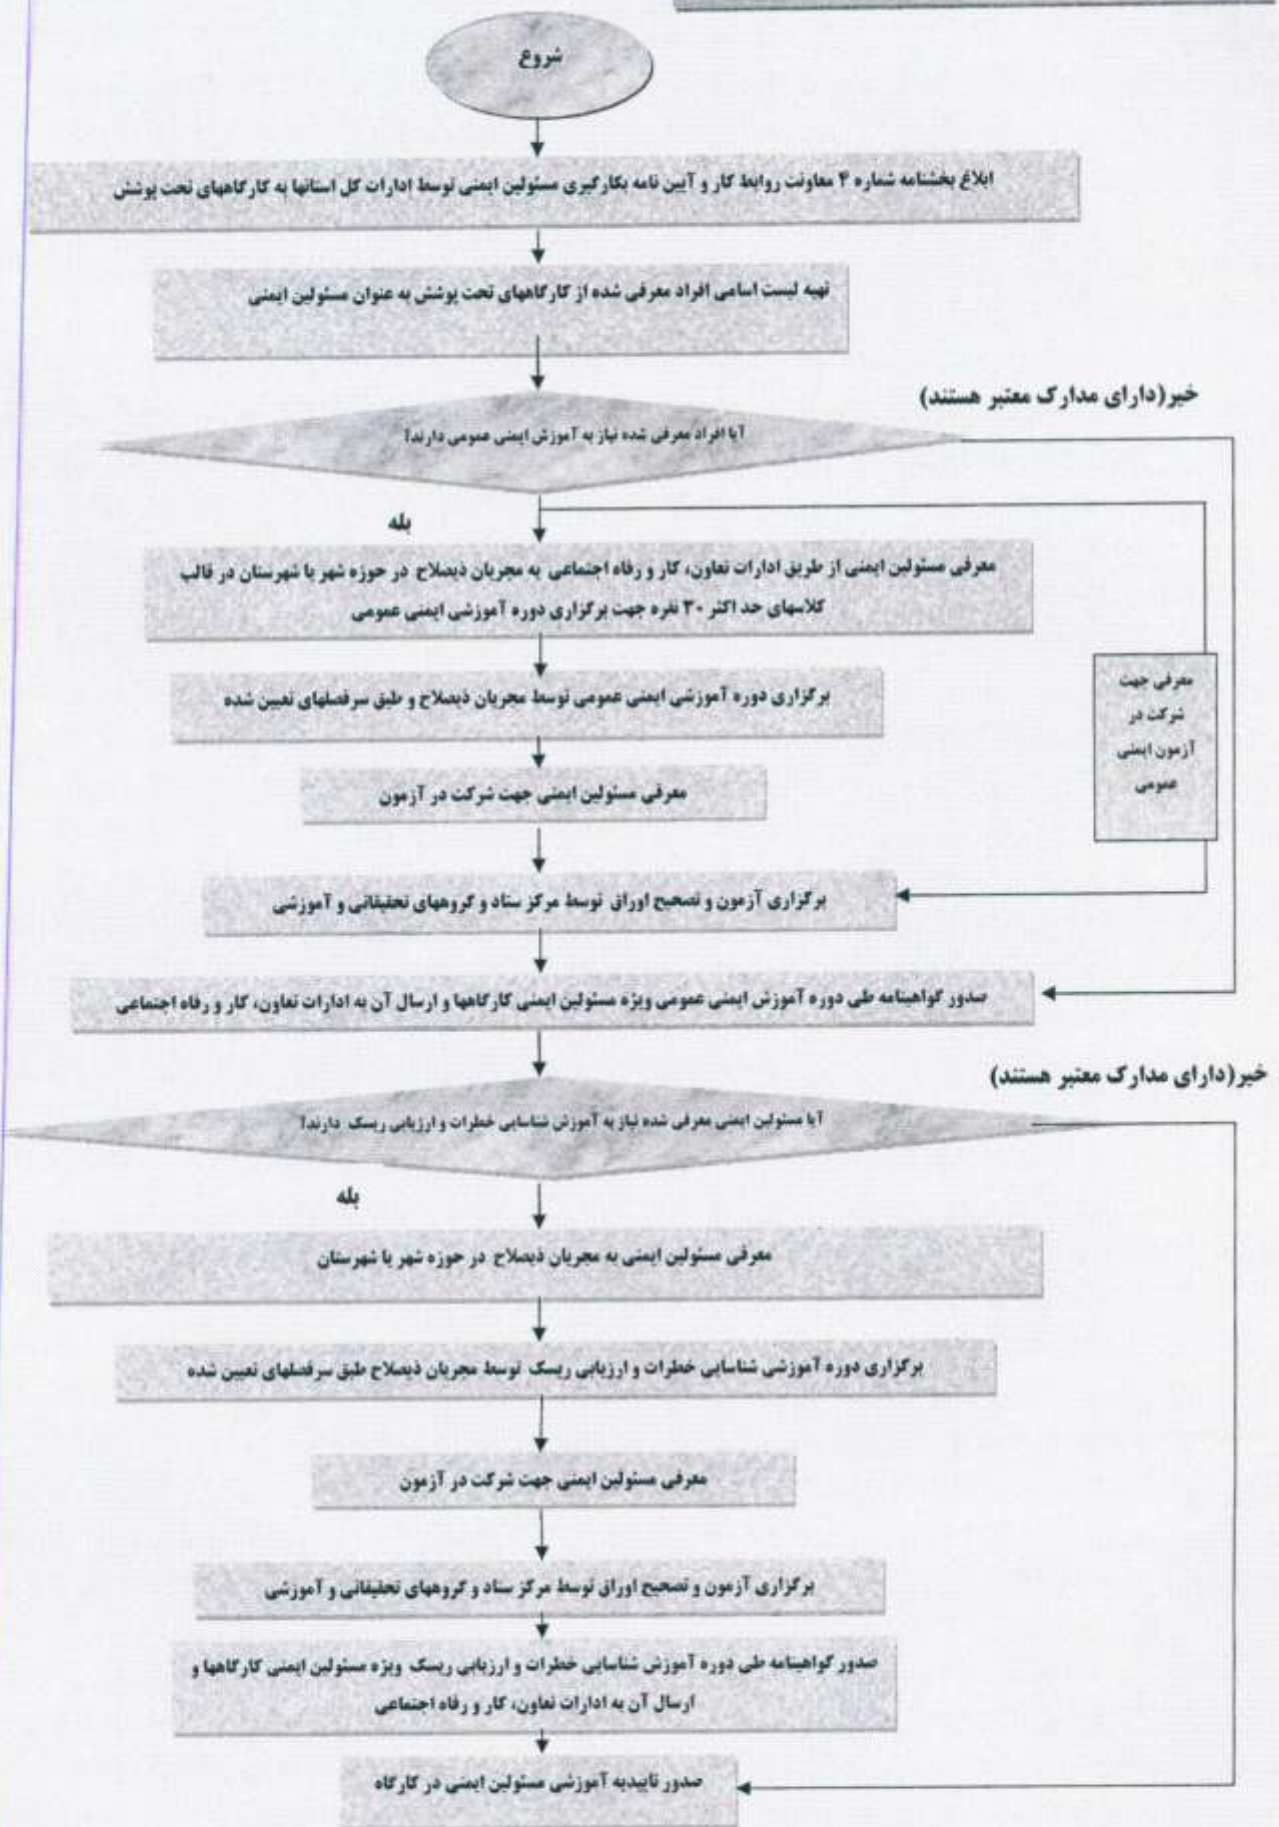 شروع
ابلاغ بخشنامه شماره ۴ معاونت روابط کار و آیین نامه بکارگیری مسئولین ایمنی توسط ادارات کل استانها به کارگاههای تحت پوشش
تهیه لیست اسامی افراد معرفی شده از کارگاههای تحت پوشش به عنوان مسئولین ایمنی
خیر(دارای مدارک معتبر هستند)
آیا افراد معرفی شده نیاز به آموزش ایمنی عمومی دارند؟
بله
معرفی مسئولین ایمنی از طریق ادارات تعاون، کار و رفاه اجتماعی به مجریان ذیصلاح در حوزه شهر یا شهرستان در قالب
کلاسهای حد اکثر ۳۰ نفره جهت برگزاری دوره آموزشی ایمنی عمومی
برگزاری دوره آموزشی ایمنی عمومی توسط مجریان ذیصلاح و طبق سرفصلهای تعیین شده
معرفی جهت
شرکت در
آزمون ایمنی
عمومی
معرفی مسئولین ایمنی جهت شرکت در آزمون
برگزاری آزمون و تصحیح اوراق توسط مرکز ستاد و گروههای تحقیقاتی و آموزشی
صدور گواهینامه طی دوره آموزش ایمنی عمومی ویژه مسئولین ایمنی کارگاهها و ارسال آن به ادارات تعاون، کار و رفاه اجتماعی
خیر(دارای مدارک معتبر هستند)
آیا مسئولین ایمنی معرفی شده نیاز به آموزش شناسایی خطرات و ارزیابی ریسک دارند؟
بله
معرفی مسئولین ایمنی به مجریان ذیصلاح در حوزه شهر یا شهرستان
برگزاری دوره آموزشی شناسایی خطرات و ارزیابی ریسک توسط مجریان ذیصلاح طبق سرفصلهای تعیین شده
معرفی مسئولین ایمنی جهت شرکت در آزمون
برگزاری آزمون و تصحیح اوراق توسط مرکز ستاد و گروههای تحقیقاتی و آموزشی
صدور گواهینامه طی دوره آموزش شناسایی خطرات و ارزیابی ریسک ویژه مسئولین ایمنی کارگاهها و
ارسال آن به ادارات تعاون، کار و رفاه اجتماعی
صدور تاییدیه آموزشی مسئولین ایمنی در کارگاه